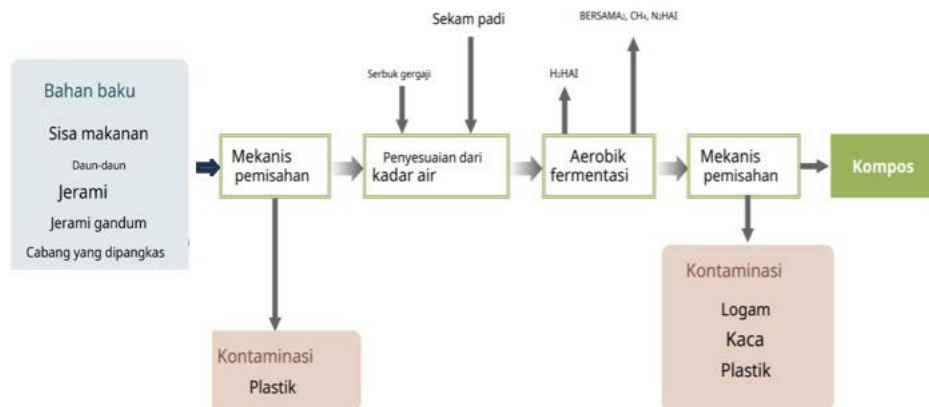 Sekam padi
BERSAMA₂, CH₄, N₂HAI
Serbuk gergaji
H₂HAI
Bahan baku
Sisa makanan
Daun-daun
Jerami
Jerami gandum
Cabang yang dipangkas
Mekanis
pemisahan
Penyesuaian dari
kadar air
Aerobik
fermentasi
Mekanis
pemisahan
Kompos
Kontaminasi
Plastik
Kontaminasi
Logam
Kaca
Plastik